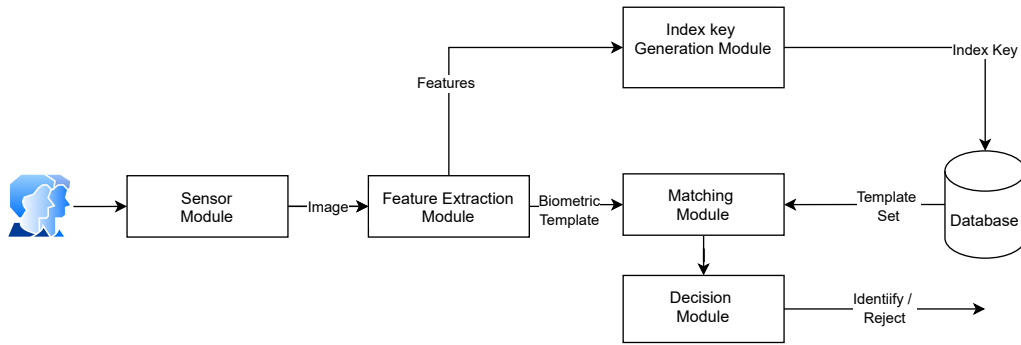 Index key
Generation Module
Index Key
Features
Sensor
Module
Image
Feature Extraction
Module
Biometric
Template
Matching
Module
Template
Set
Database
Decision
Module
Identiify /
Reject